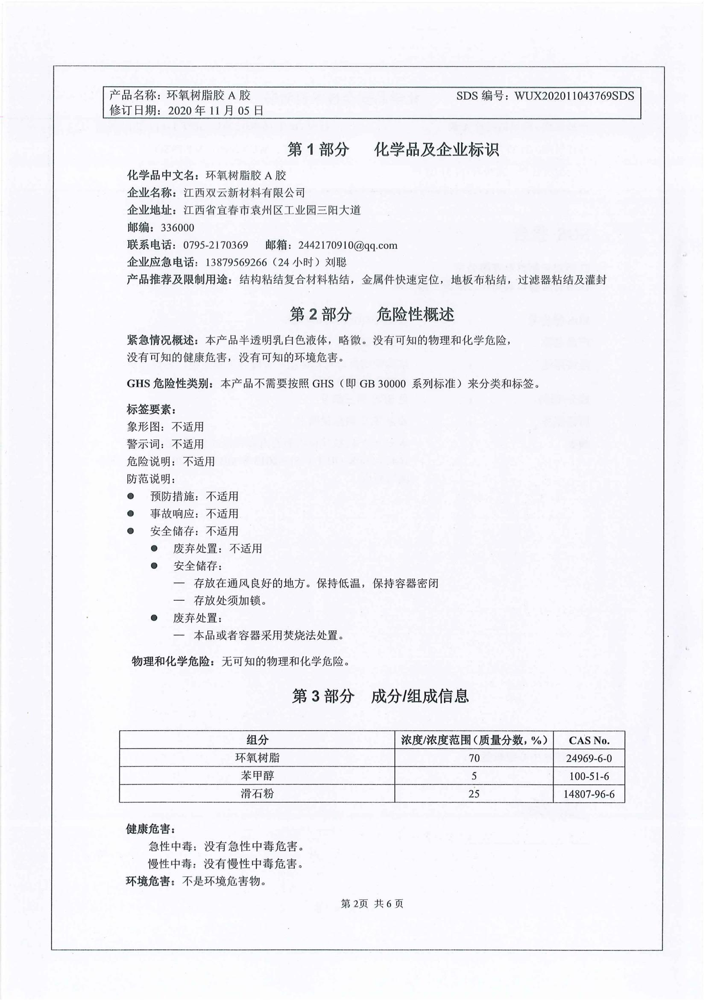 产品名称：环氧树脂胶 A 胶 SDS 编号：WUX202011043769SDS
修订日期：2020 年 11 月 05 日
第 1 部分 化学品及企业标识
化学品中文名：环氧树脂胶 A 胶
企业名称：江西双云新材料有限公司
企业地址：江西省宜春市袁州区工业园三阳大道
邮编：336000
联系电话：0795-2170369 邮箱：2442170910@qq.com
企业应急电话：13879569266（24 小时）刘聪
产品推荐及限制用途：结构粘结复合材料粘结，金属件快速定位，地板布粘结，过滤器粘结及灌封
第 2 部分 危险性概述
紧急情况概述：本产品半透明乳白色液体，略微。没有可知的物理和化学危险，
没有可知的健康危害，没有可知的环境危害。
GHS 危险性类别：本产品不需要按照 GHS（即 GB 30000 系列标准）来分类和标签。
标签要素：
象形图：不适用
警示词：不适用
危险说明：不适用
防范说明：
● 预防措施：不适用
● 事故响应：不适用
● 安全储存：不适用
● 废弃处置：不适用
● 安全储存：
— 存放在通风良好的地方。保持低温，保持容器密闭
— 存放处须加锁。
● 废弃处置：
— 本品或者容器采用焚烧法处置。
物理和化学危险：无可知的物理和化学危险。
第 3 部分 成分/组成信息
组分 浓度/浓度范围（质量分数，%） CAS No.
环氧树脂 70 24969-6-0
苯甲醇 5 100-51-6
滑石粉 25 14807-96-6
健康危害：
急性中毒：没有急性中毒危害。
慢性中毒：没有慢性中毒危害。
环境危害：不是环境危害物。
第 2页 共 6 页